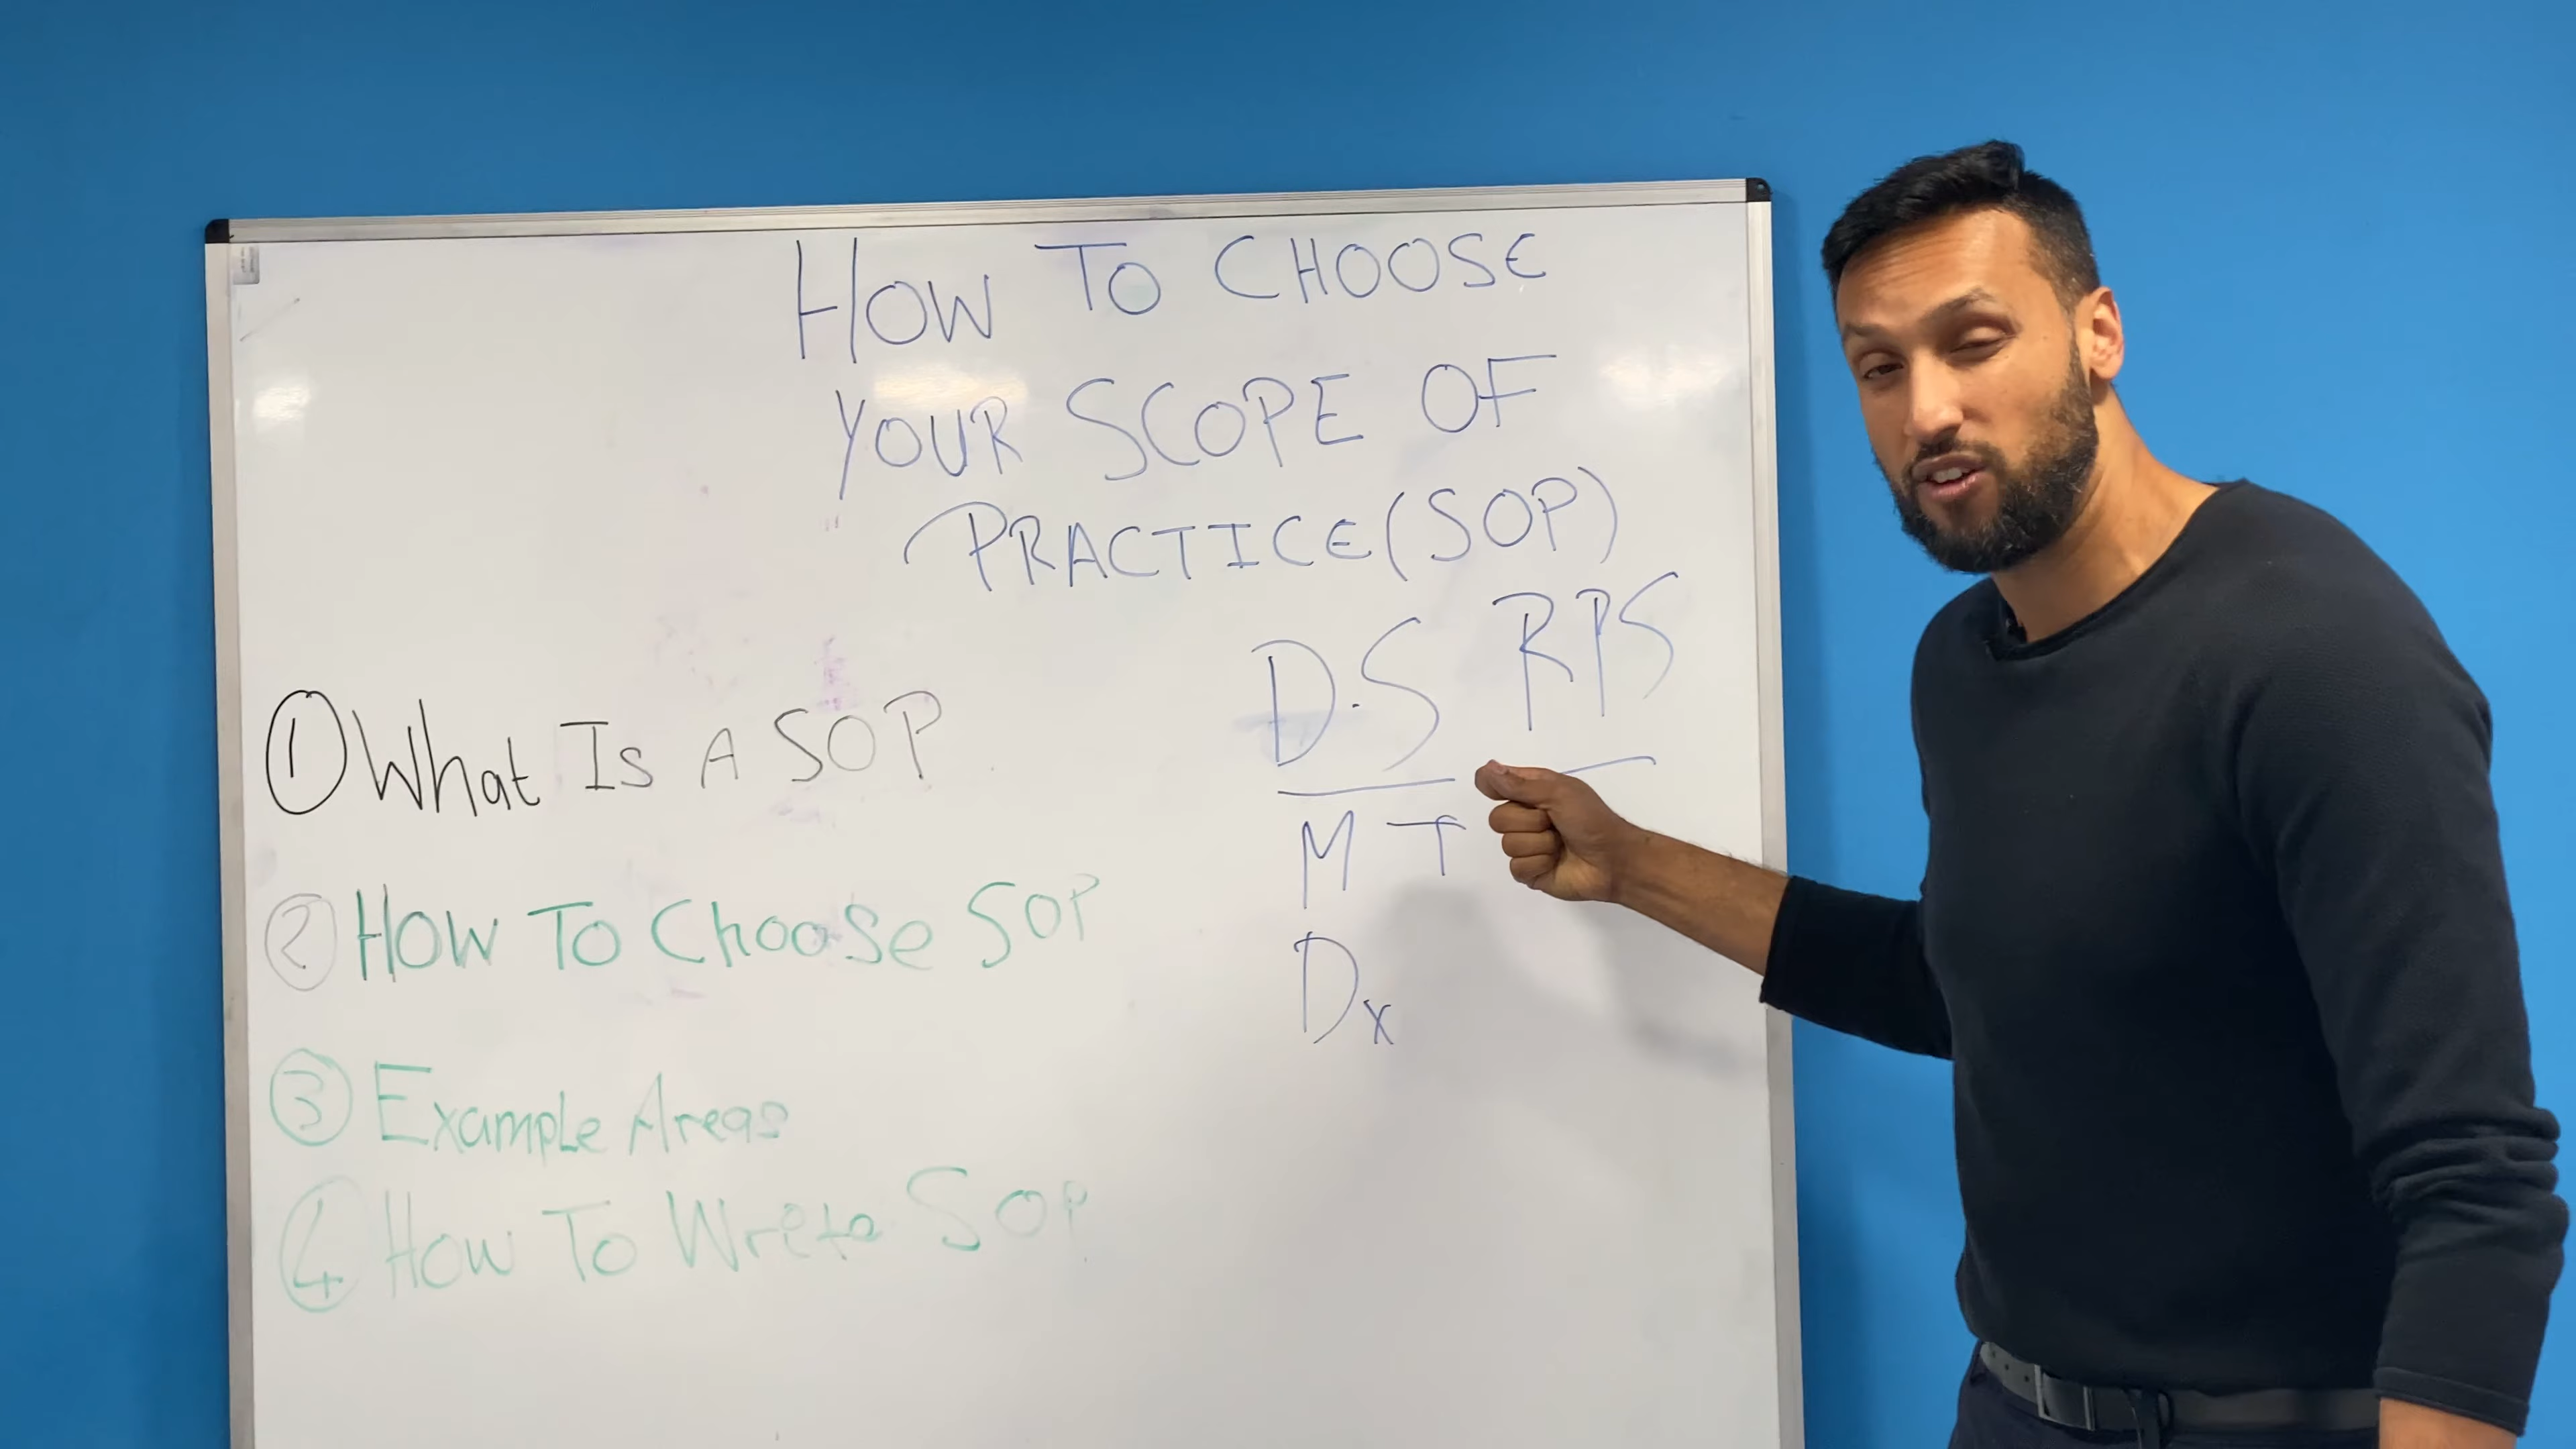 HOW TO CHOOSE
YOUR SCOPE OF
PRACTICE (SOP)
D.S RPS
M T
Dx
① What Is A SOP
② HOW TO Choose SOP
③ Example Areas
④ How To Write SOP